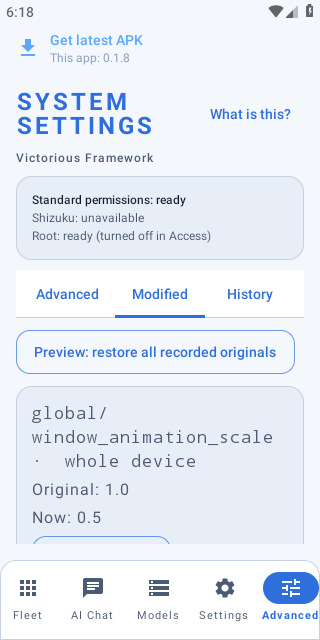 6:18
Get latest APK
This app: 0.1.8
SYSTEM
SETTINGS
What is this?
Victorious Framework
Standard permissions: ready
Shizuku: unavailable
Root: ready (turned off in Access)
Advanced
Modified
History
Preview: restore all recorded originals
global/
window_animation_scale
· whole device
Original: 1.0
Now: 0.5
Fleet
AI Chat
Models
Settings
Advanced